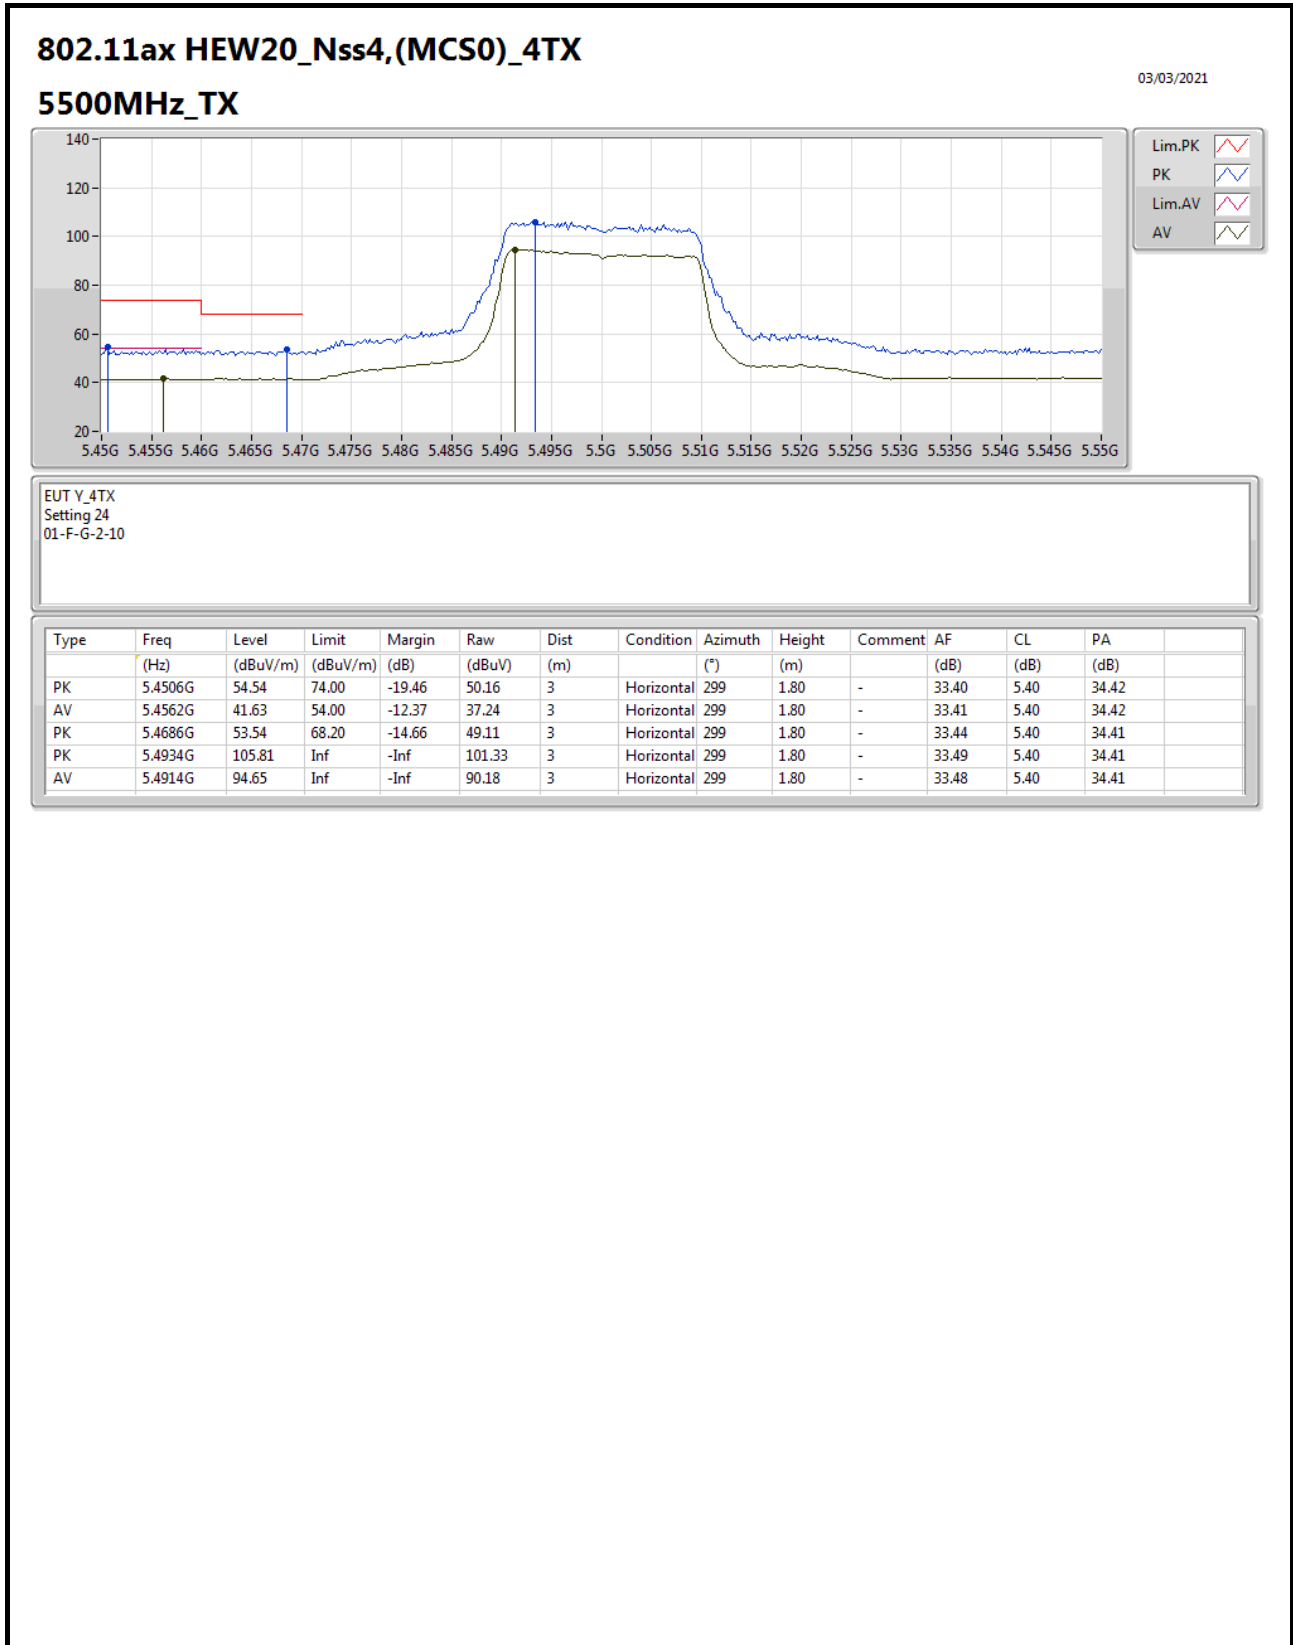 802.11ax HEW20_Nss4,(MCS0)_4TX
03/03/2021
5500MHz_TX
140
120
100
80
60
40
20
5.45G 5.455G 5.46G 5.465G 5.47G 5.475G 5.48G 5.485G 5.49G 5.495G 5.5G 5.505G 5.51G 5.515G 5.52G 5.525G 5.53G 5.535G 5.54G 5.545G 5.55G
Lim.PK
PK
Lim.AV
AV
EUT Y_4TX
Setting 24
01-F-G-2-10
Type Freq Level Limit Margin Raw Dist Condition Azimuth Height Comment AF CL PA
(Hz) (dBuV/m) (dBuV/m) (dB) (dBuV) (m) (°) (m) (dB) (dB) (dB)
PK 5.4506G 54.54 74.00 -19.46 50.16 3 Horizontal 299 1.80 - 33.40 5.40 34.42
AV 5.4562G 41.63 54.00 -12.37 37.24 3 Horizontal 299 1.80 - 33.41 5.40 34.42
PK 5.4686G 53.54 68.20 -14.66 49.11 3 Horizontal 299 1.80 - 33.44 5.40 34.41
PK 5.4934G 105.81 Inf -Inf 101.33 3 Horizontal 299 1.80 - 33.49 5.40 34.41
AV 5.4914G 94.65 Inf -Inf 90.18 3 Horizontal 299 1.80 - 33.48 5.40 34.41